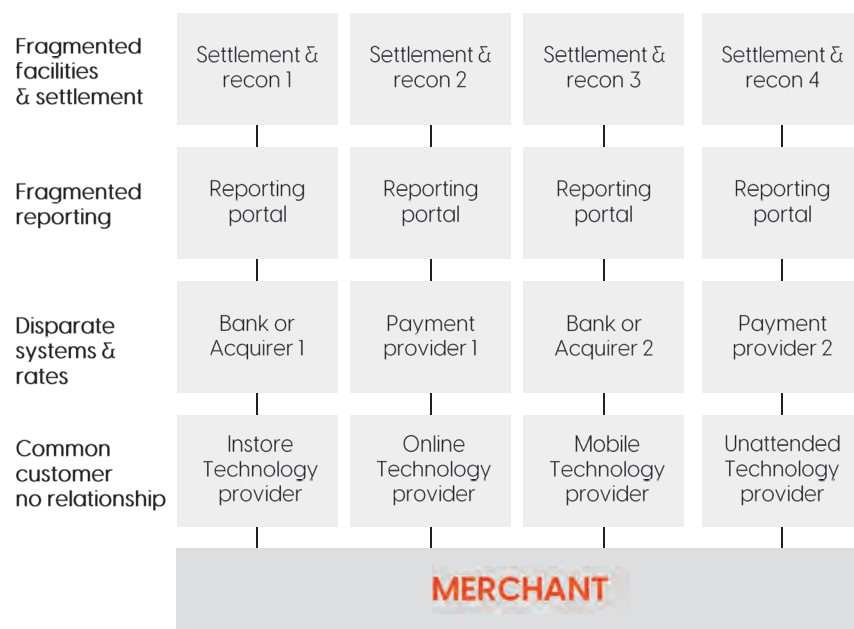 Fragmented
facilities
& settlement
Settlement &
recon 1
Settlement &
recon 2
Settlement &
recon 3
Settlement &
recon 4
Fragmented
reporting
Reporting
portal
Reporting
portal
Reporting
portal
Reporting
portal
Disparate
systems &
rates
Bank or
Acquirer 1
Payment
provider 1
Bank or
Acquirer 2
Payment
provider 2
Common
customer
no relationship
Instore
Technology
provider
Online
Technology
provider
Mobile
Technology
provider
Unattended
Technology
provider
MERCHANT